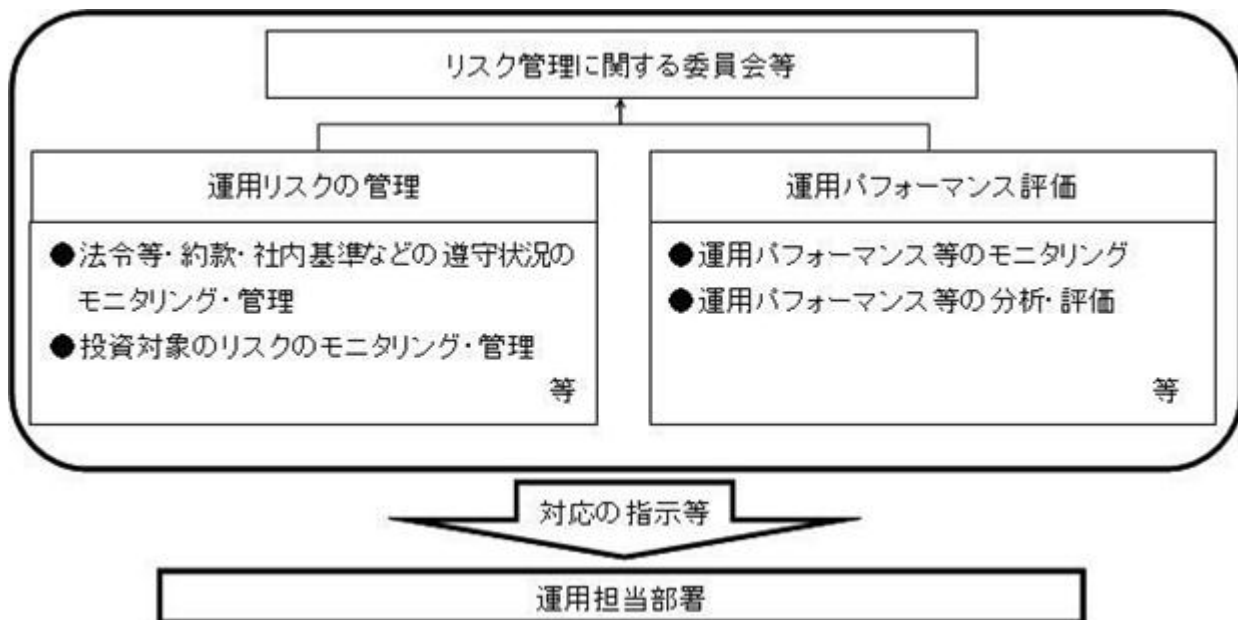 リスク管理に関する委員会等
運用リスクの管理
●法令等・約款・社内基準などの遵守状況の
モニタリング・管理
●投資対象のリスクのモニタリング・管理
等
運用パフォーマンス評価
●運用パフォーマンス等のモニタリング
●運用パフォーマンス等の分析・評価
等
対応の指示等
運用担当部署